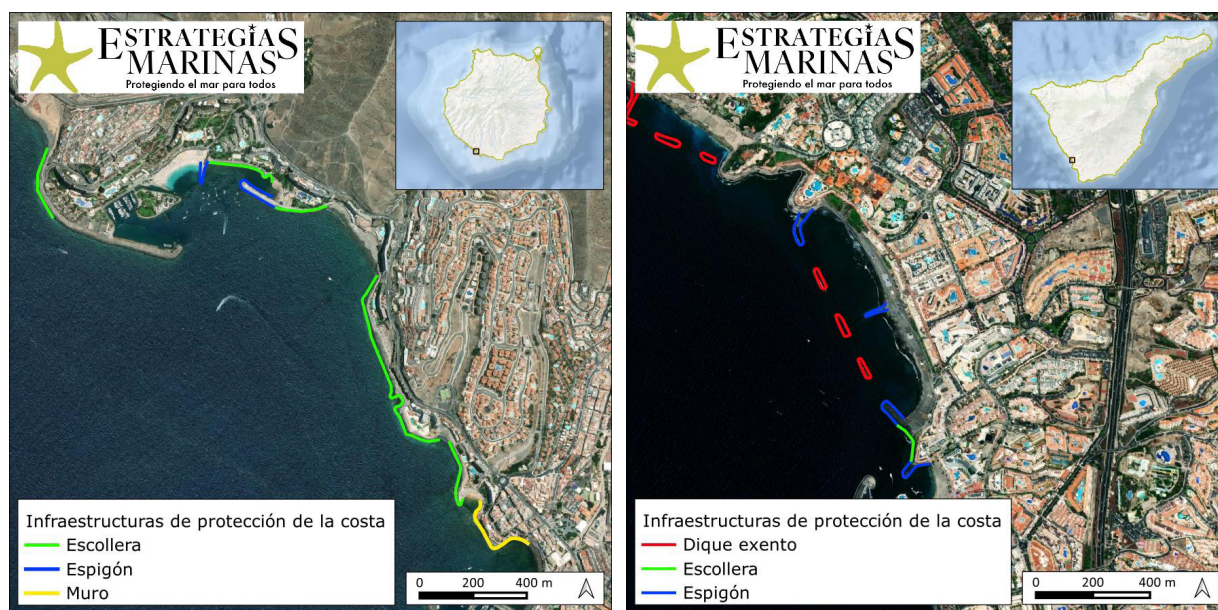 ESTRATEGIAS
MARINAS
Protegiendo el mar para todos
Infraestructuras de protección de la costa
Escollera
Espigón
Muro
0 200 400 m
ESTRATEGIAS
MARINAS
Protegiendo el mar para todos
Infraestructuras de protección de la costa
Dique exento
Escollera
Espigón
0 200 400 m